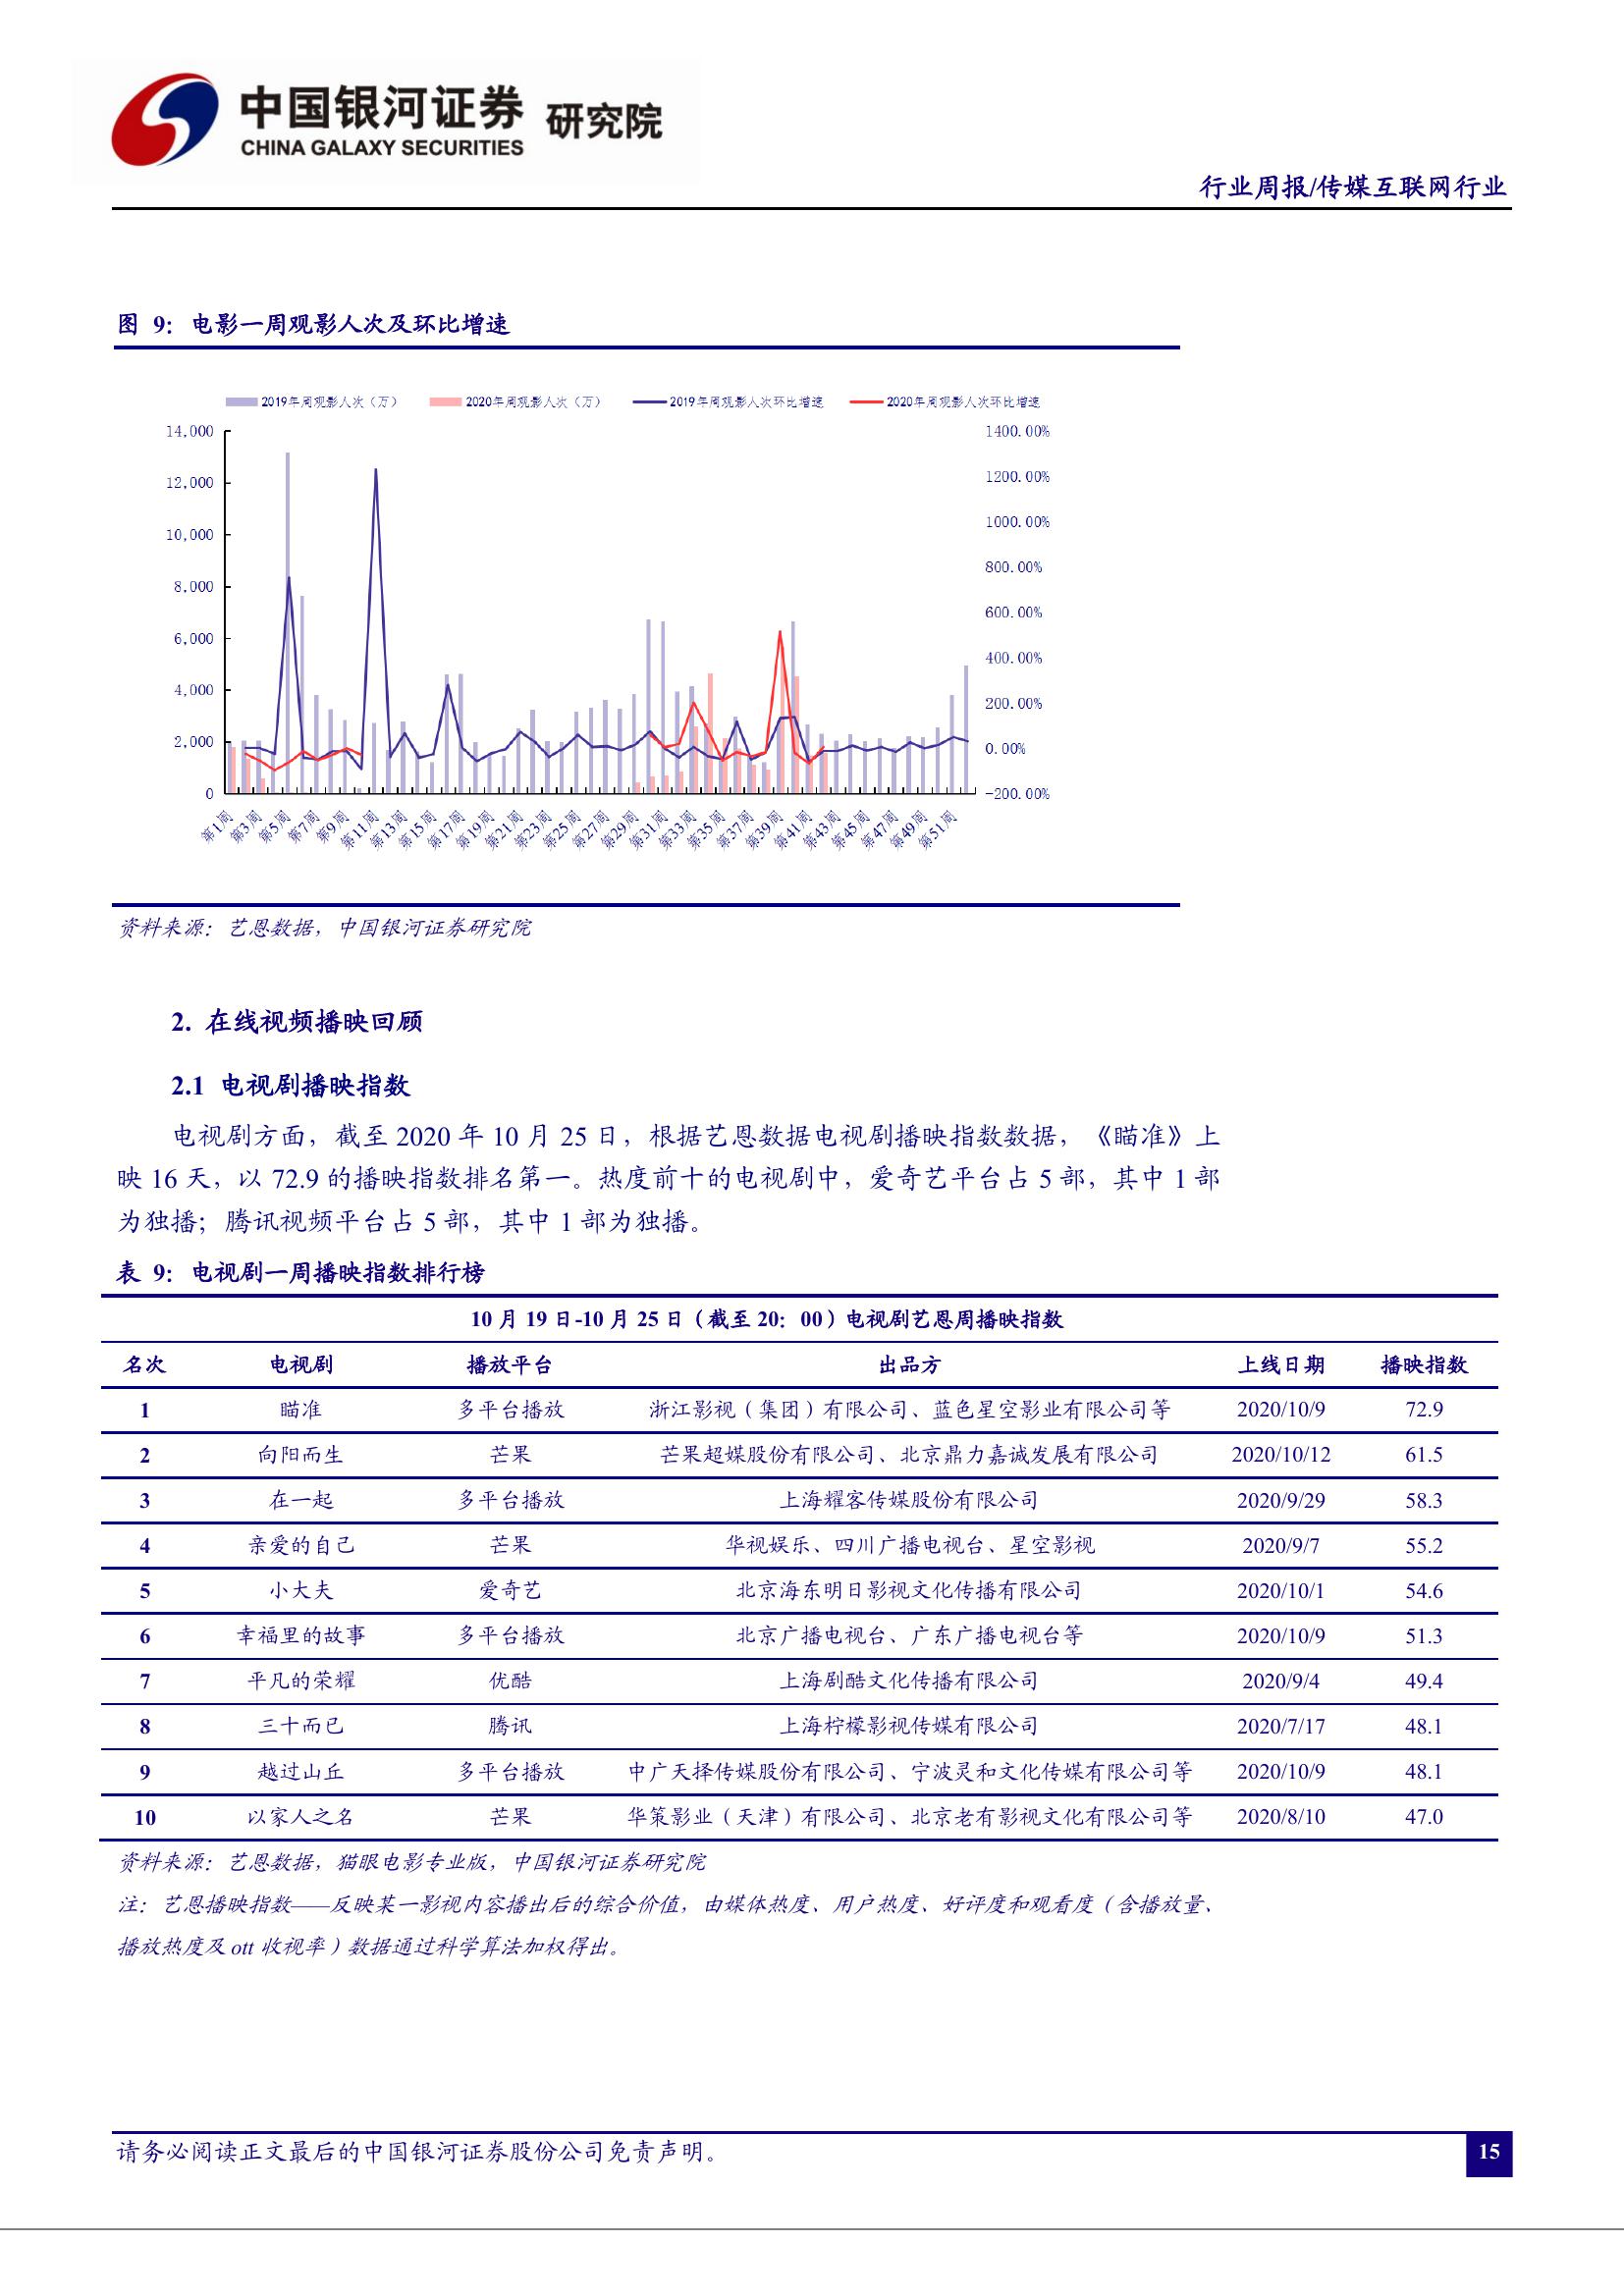 中国银河证券 研究院
CHINA GALAXY SECURITIES
行业周报/传媒互联网行业
图 9：电影一周观影人次及环比增速
2019年周观影人次（万） 2020年周观影人次（万） 2019年周观影人次环比增速 2020年周观影人次环比增速
14,000 1400.00%
12,000 1200.00%
10,000 1000.00%
8,000 800.00%
6,000 600.00%
4,000 400.00%
2,000 200.00%
0 0.00%
-200.00%
第1周 第3周 第5周 第7周 第9周 第11周 第13周 第15周 第17周 第19周 第21周 第23周 第25周 第27周 第29周 第31周 第33周 第35周 第37周 第39周 第41周 第43周 第45周 第47周 第49周 第51周
资料来源：艺恩数据，中国银河证券研究院
2. 在线视频播映回顾
2.1 电视剧播映指数
电视剧方面，截至 2020 年 10 月 25 日，根据艺恩数据电视剧播映指数数据，《瞄准》上
映 16 天，以 72.9 的播映指数排名第一。热度前十的电视剧中，爱奇艺平台占 5 部，其中 1 部
为独播；腾讯视频平台占 5 部，其中 1 部为独播。
表 9：电视剧一周播映指数排行榜
10 月 19 日-10 月 25 日（截至 20：00）电视剧艺恩周播映指数
名次 电视剧 播放平台 出品方 上线日期 播映指数
1 瞄准 多平台播放 浙江影视（集团）有限公司、蓝色星空影业有限公司等 2020/10/9 72.9
2 向阳而生 芒果 芒果超媒股份有限公司、北京鼎力嘉诚发展有限公司 2020/10/12 61.5
3 在一起 多平台播放 上海耀客传媒股份有限公司 2020/9/29 58.3
4 亲爱的自己 芒果 华视娱乐、四川广播电视台、星空影视 2020/9/7 55.2
5 小大夫 爱奇艺 北京海东明日影视文化传播有限公司 2020/10/1 54.6
6 幸福里的故事 多平台播放 北京广播电视台、广东广播电视台等 2020/10/9 51.3
7 平凡的荣耀 优酷 上海剧酷文化传播有限公司 2020/9/4 49.4
8 三十而已 腾讯 上海柠檬影视传媒有限公司 2020/7/17 48.1
9 越过山丘 多平台播放 中广天择传媒股份有限公司、宁波灵和文化传媒有限公司等 2020/10/9 48.1
10 以家人之名 芒果 华策影业（天津）有限公司、北京老有影视文化有限公司等 2020/8/10 47.0
资料来源：艺恩数据，猫眼电影专业版，中国银河证券研究院
注：艺恩播映指数——反映某一影视内容播出后的综合价值，由媒体热度、用户热度、好评度和观看度（含播放量、
播放热度及 ott 收视率）数据通过科学算法加权得出。
请务必阅读正文最后的中国银河证券股份公司免责声明。
15